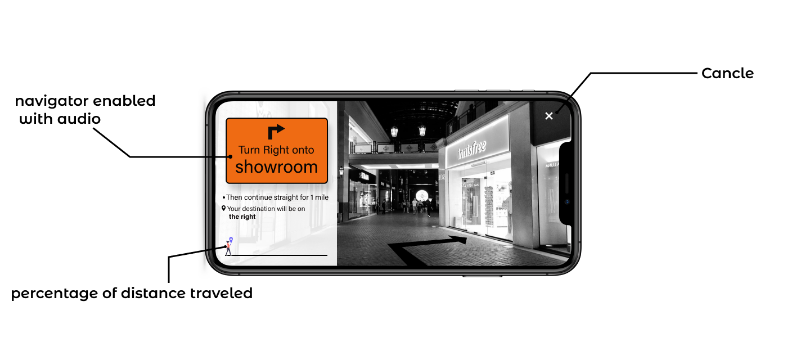 Cancle
navigator enabled
with audio
Turn Right onto
showroom
• Then continue straight for 1 mile
Your destination will be on
the right
innisfree
percentage of distance traveled